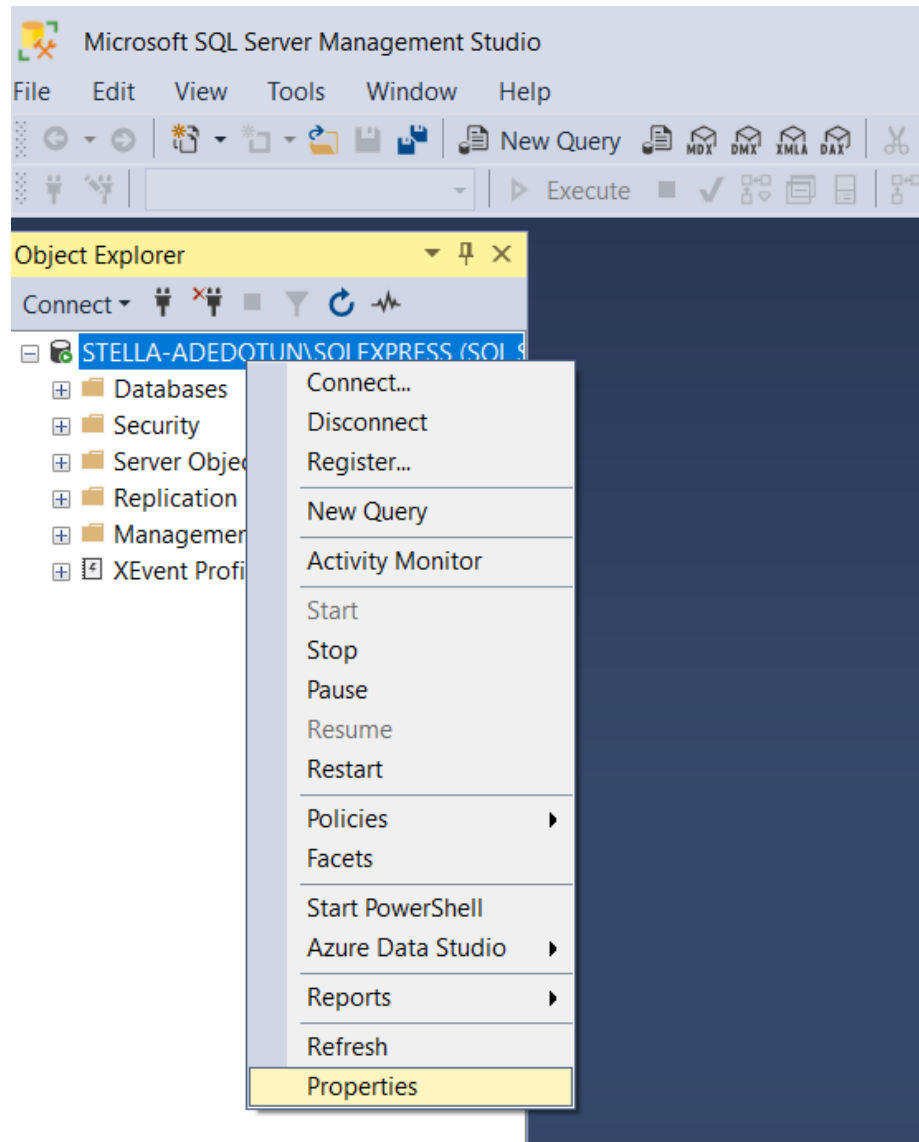 Microsoft SQL Server Management Studio
File Edit View Tools Window Help
New Query MDX DMX XMLA DAX
Execute
Object Explorer
Connect
STELLA-ADEDOTUN\SQLEXPRESS (SQL S
Databases
Security
Server Objec
Replication
Managemer
XEvent Profi
Connect...
Disconnect
Register...
New Query
Activity Monitor
Start
Stop
Pause
Resume
Restart
Policies
Facets
Start PowerShell
Azure Data Studio
Reports
Refresh
Properties